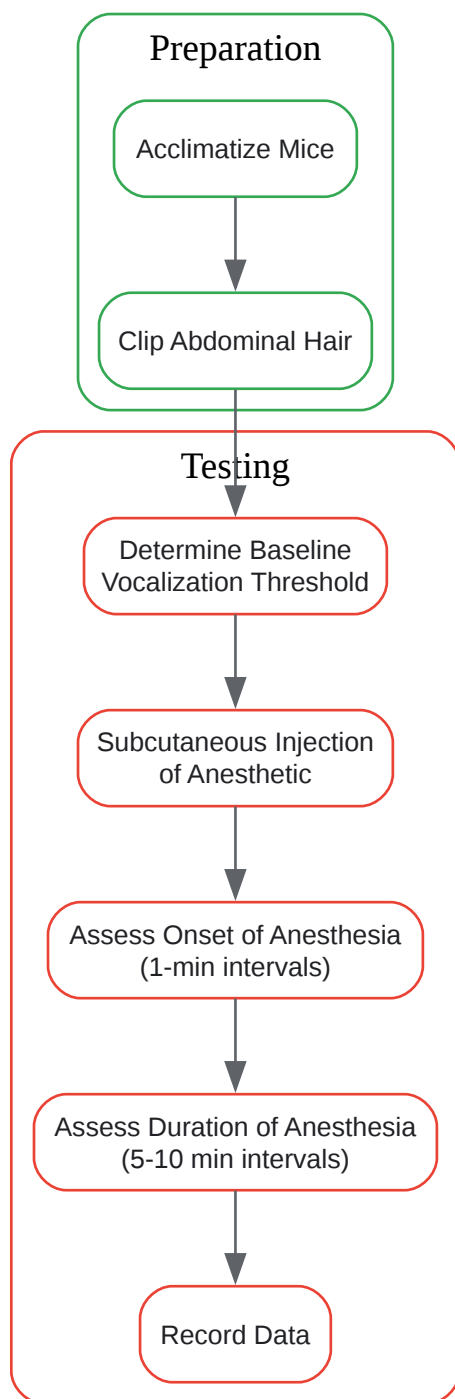 Preparation
Acclimatize Mice
Clip Abdominal Hair
Testing
Determine Baseline
Vocalization Threshold
Subcutaneous Injection
of Anesthetic
Assess Onset of Anesthesia
(1-min intervals)
Assess Duration of Anesthesia
(5-10 min intervals)
Record Data